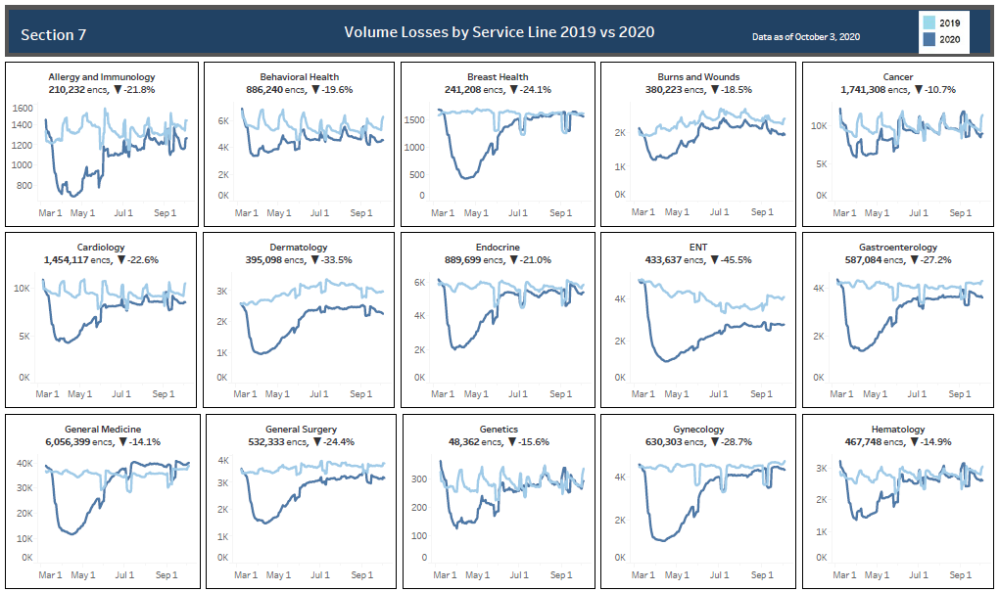 Section 7
Volume Losses by Service Line 2019 vs 2020
Data as of October 3, 2020
2019
2020
Allergy and Immunology
210,232 encs, ▼ -21.8%
1600
1400
1200
1000
800
Mar 1 May 1 Jul 1 Sep 1
Behavioral Health
886,240 encs, ▼ -19.6%
6K
4K
2K
0K
Mar 1 May 1 Jul 1 Sep 1
Breast Health
241,208 encs, ▼ -24.1%
1500
1000
500
0
Mar 1 May 1 Jul 1 Sep 1
Burns and Wounds
380,223 encs, ▼ -18.5%
2K
1K
0K
Mar 1 May 1 Jul 1 Sep 1
Cancer
1,741,308 encs, ▼ -10.7%
10K
5K
0K
Mar 1 May 1 Jul 1 Sep 1
Cardiology
1,454,117 encs, ▼ -22.6%
10K
5K
0K
Mar 1 May 1 Jul 1 Sep 1
Dermatology
395,098 encs, ▼ -33.5%
3K
2K
1K
0K
Mar 1 May 1 Jul 1 Sep 1
Endocrine
889,699 encs, ▼ -21.0%
6K
4K
2K
0K
Mar 1 May 1 Jul 1 Sep 1
ENT
433,637 encs, ▼ -45.5%
4K
2K
0K
Mar 1 May 1 Jul 1 Sep 1
Gastroenterology
587,084 encs, ▼ -27.2%
4K
2K
0K
Mar 1 May 1 Jul 1 Sep 1
General Medicine
6,056,399 encs, ▼ -14.1%
40K
30K
20K
10K
0K
Mar 1 May 1 Jul 1 Sep 1
General Surgery
532,333 encs, ▼ -24.4%
4K
3K
2K
1K
0K
Mar 1 May 1 Jul 1 Sep 1
Genetics
48,362 encs, ▼ -15.6%
300
200
100
0
Mar 1 May 1 Jul 1 Sep 1
Gynecology
630,303 encs, ▼ -28.7%
4K
2K
0K
Mar 1 May 1 Jul 1 Sep 1
Hematology
467,748 encs, ▼ -14.9%
3K
2K
1K
0K
Mar 1 May 1 Jul 1 Sep 1